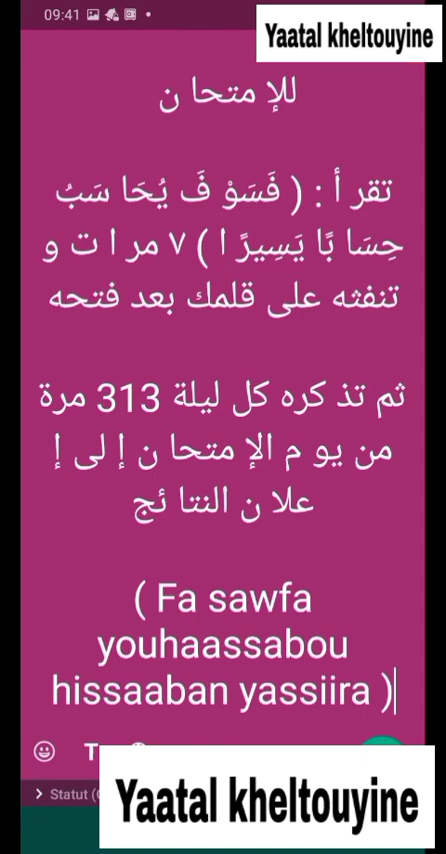 09:41
Yaatal kheltouyine
للإ متحا ن
تقر أ : ( فَسَوْ فَ يُحَا سَبُ
حِسَا بًا يَسِيرً ا ) ٧ مر ا ت و
تنفثه على قلمك بعد فتحه
ثم تذ كره كل ليلة 313 مرة
من يو م الإ متحا ن إ لى إ
علا ن النتا ئج
( Fa sawfa
youhaassabou
hissaaban yassiira )
T
Statut (
Yaatal kheltouyine